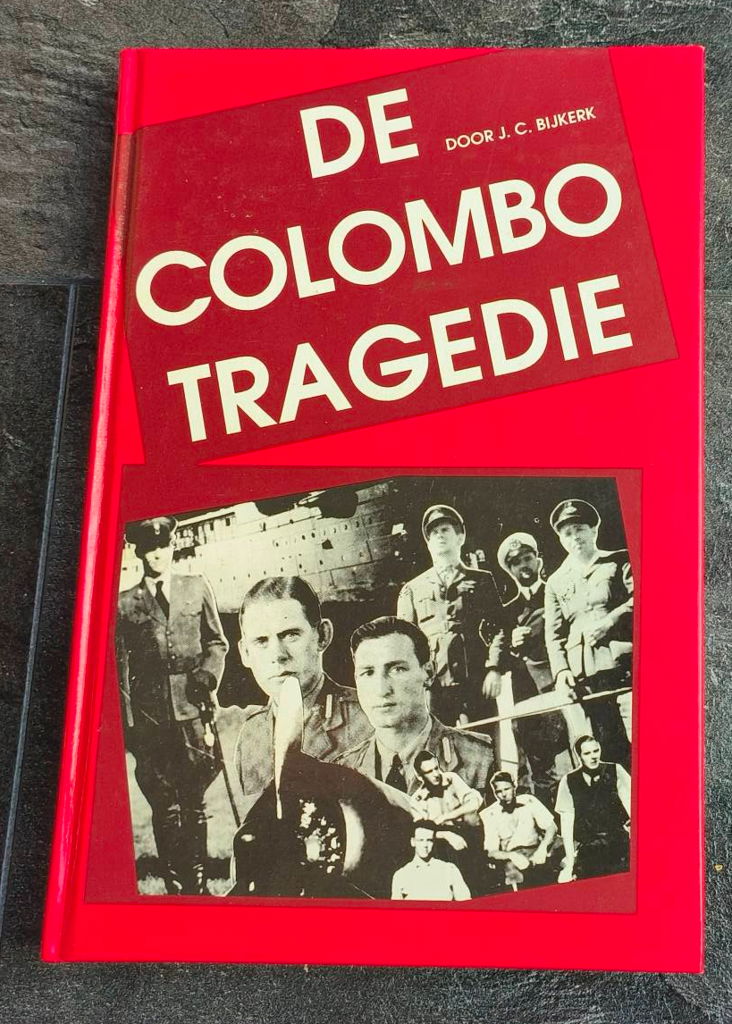 DE
DOOR J. C. BIJKERK
COLOMBO
TRAGEDIE